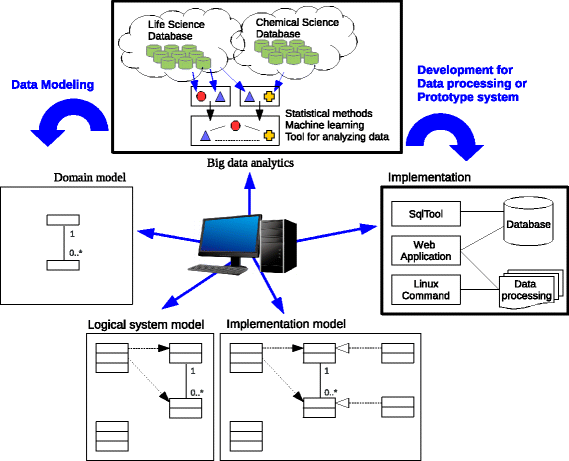 Life Science
Database
Chemical Science
Database
Statistical methods
Machine learning
Tool for analyzing data
Data Modeling
Development for
Data processing or
Prototype system
Big data analytics
Domain model
1
0..*
Implementation
SqlTool
Web
Application
Linux
Command
Database
Data
processing
Logical system model
1
0..*
Implementation model
1
0..*